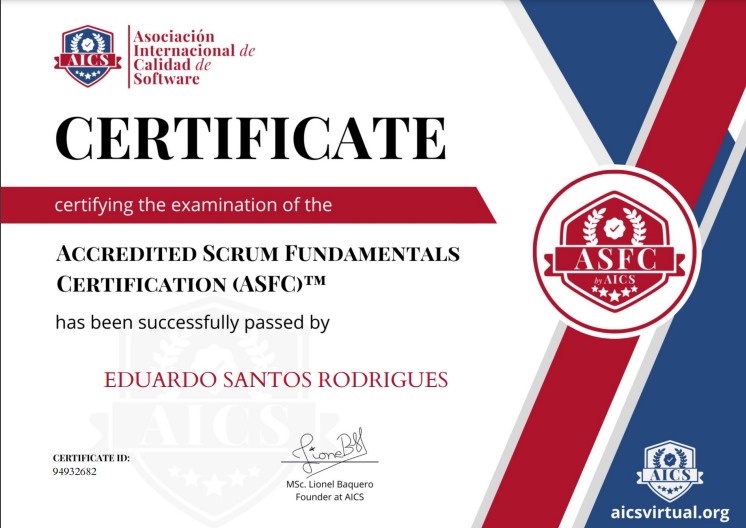 AICS
Asociación
Internacional de
Calidad de
Software
CERTIFICATE
certifying the examination of the
ACCREDITED SCRUM FUNDAMENTALS
CERTIFICATION (ASFC)™
has been successfully passed by
EDUARDO SANTOS RODRIGUES
ASFC
by AICS
AICS
CERTIFICATE ID:
94932682
MSc. Lionel Baquero
Founder at AICS
AICS
aicsvirtual.org